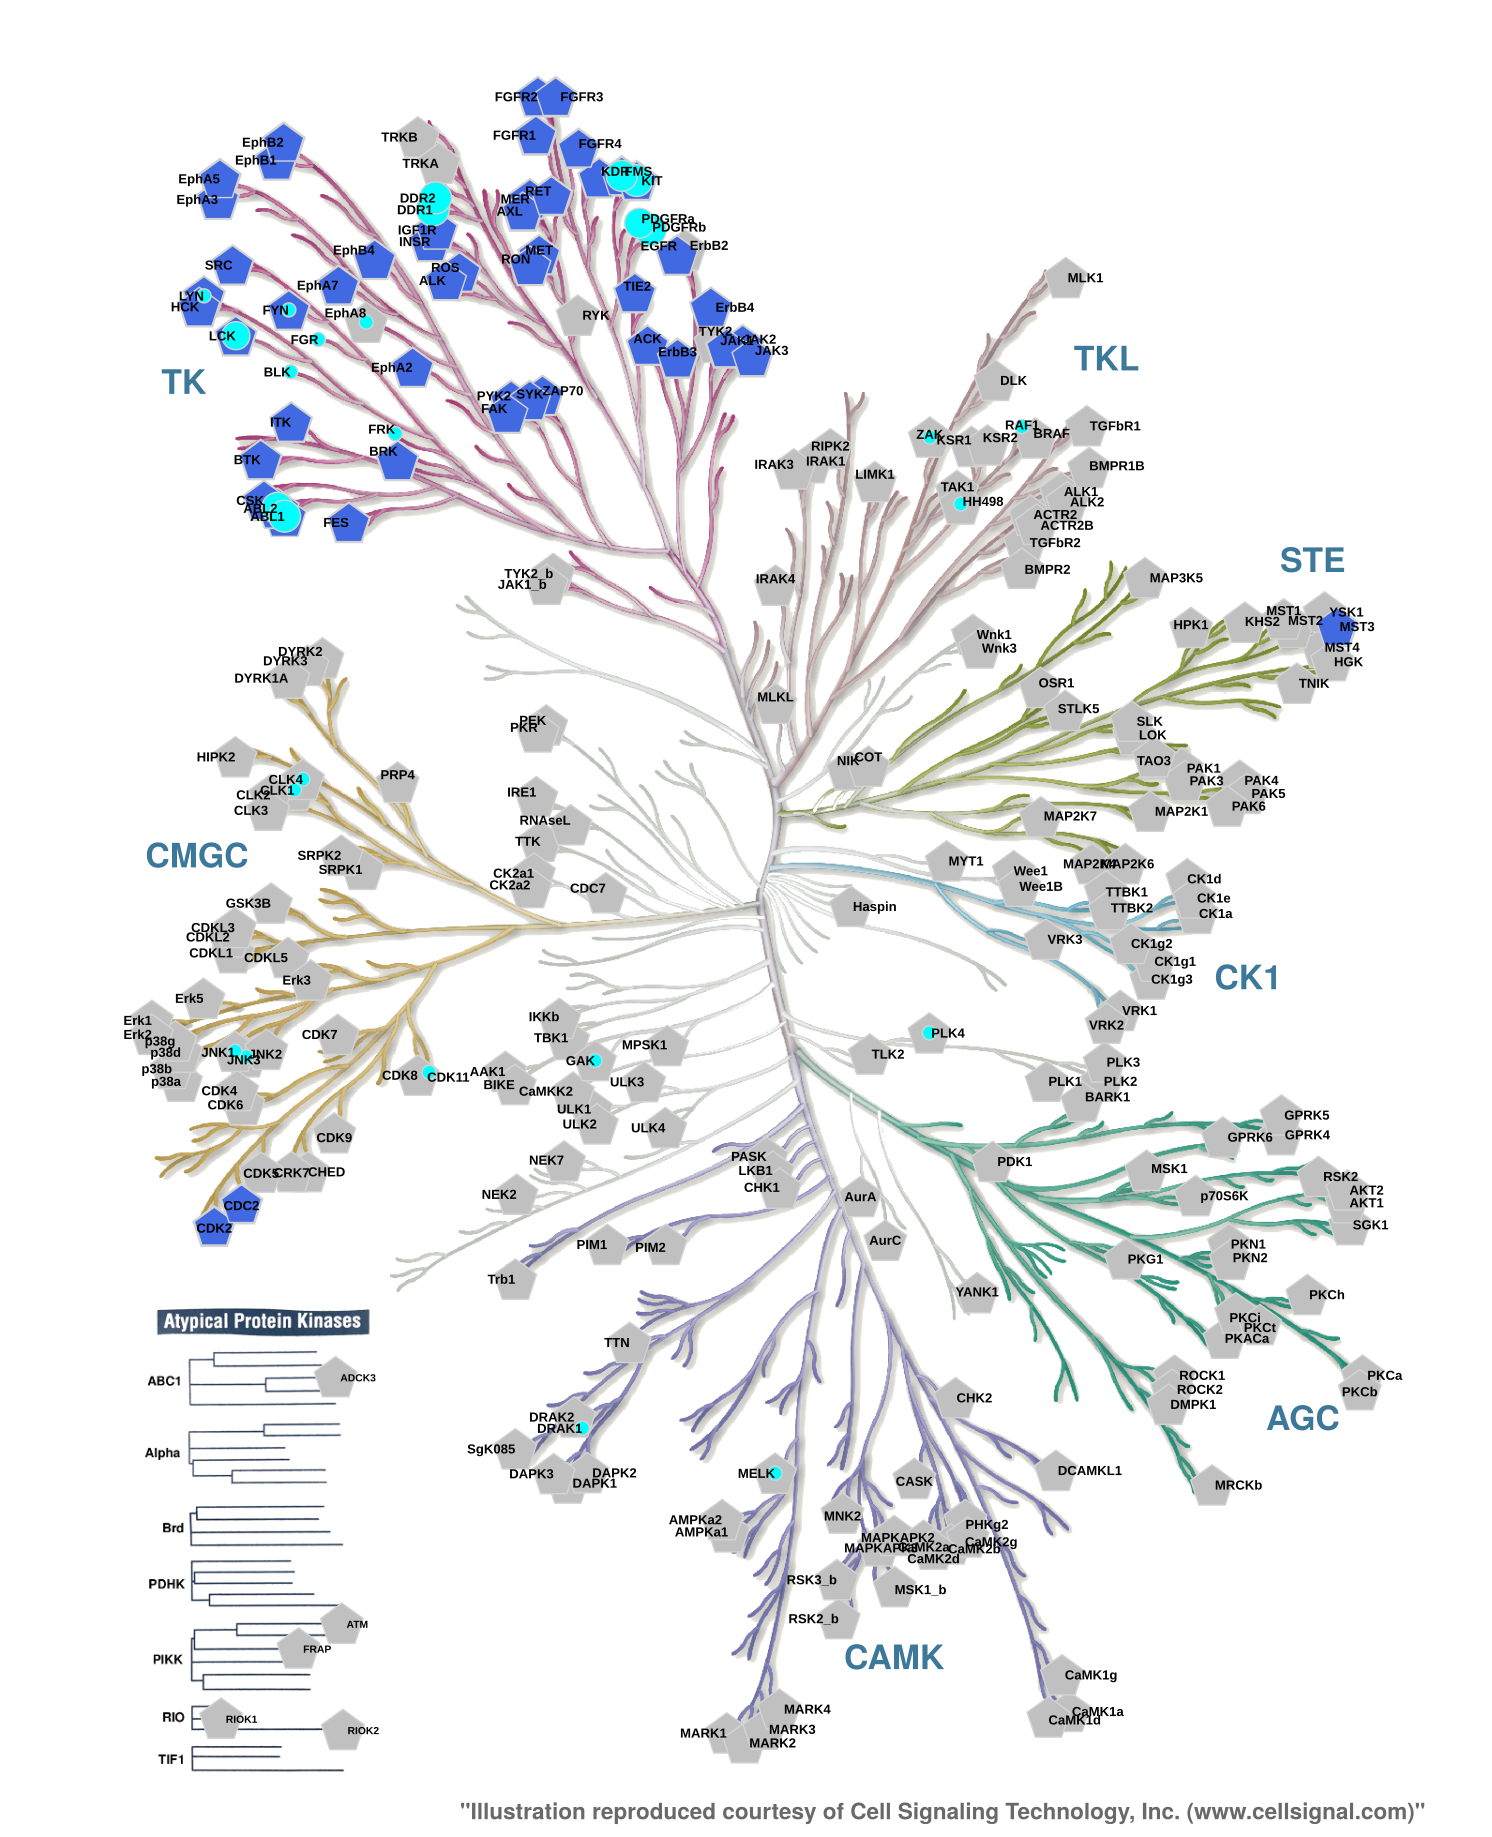 FGFR2
FGFR3
FGFR1
FGFR4
TRKB
TRKA
EphB2
EphB1
EphA5
EphA3
KDR
FMS
KIT
DDR2
DDR1
MER
RET
AXL
PDGFRa
PDGFRb
IGF1R
INSR
EGFR
ErbB2
EphB4
RON
MET
SRC
ROS
ALK
EphA7
TIE2
LYN
HCK
FYN
EphA8
RYK
ErbB4
LCK
FGR
ACK
TYK2
JAK1
JAK2
JAK3
ErbB3
BLK
EphA2
TK
PYK2
FAK
SYK
ZAP70
ITK
FRK
BTK
BRK
CSK
ABL2
ABL1
FES
MLK1
TKL
DLK
ZAK
KSR1
KSR2
RAF1
BRAF
TGFbR1
RIPK2
IRAK3
IRAK1
LIMK1
BMPR1B
TAK1
HH498
ALK1
ALK2
ACTR2
ACTR2B
TGFbR2
BMPR2
TYK2_b
JAK1_b
IRAK4
STE
MAP3K5
HPK1
KHS2
MST1
MST2
YSK1
MST3
MST4
HGK
TNIK
Wnk1
Wnk3
OSR1
STLK5
SLK
LOK
DYRK2
DYRK3
DYRK1A
MLKL
PEK
PKR
NIK
COT
TAO3
PAK1
PAK3
PAK4
PAK5
PAK6
HIPK2
PRP4
CLK4
CLK1
CLK2
CLK3
IRE1
RNAseL
TTK
MAP2K7
MAP2K1
CMGC
SRPK2
SRPK1
CK2a1
CK2a2
CDC7
MYT1
Wee1
Wee1B
MAP2K4
MAP2K6
TTBK1
TTBK2
CK1d
CK1e
CK1a
Haspin
GSK3B
CDKL3
CDKL2
CDKL1
CDKL5
VRK3
CK1g2
CK1g1
CK1g3
CK1
Erk3
Erk5
Erk1
Erk2
p38g
p38d
p38b
p38a
JNK1
JNK3
JNK2
CDK7
VRK1
VRK2
IKKb
TBK1
GAK
MPSK1
PLK4
TLK2
CDK8
CDK11
AAK1
BIKE
CaMKK2
ULK3
ULK1
ULK2
ULK4
PLK3
PLK1
PLK2
BARK1
CDK4
CDK6
CDK9
CDK5
CRK7
CHED
CDC2
CDK2
GPRK5
GPRK6
GPRK4
NEK7
NEK2
PASK
LKB1
CHK1
PDK1
MSK1
p70S6K
RSK2
AKT2
AKT1
SGK1
AurA
AurC
PIM1
PIM2
Trb1
PKN1
PKN2
PKG1
YANK1
PKCh
PKCi
PKCt
PKACa
TTN
ROCK1
ROCK2
DMPK1
PKCa
PKCb
AGC
CHK2
DRAK2
DRAK1
SgK085
DAPK3
DAPK2
DAPK1
MELK
CASK
DCAMKL1
MRCKb
AMPKa2
AMPKa1
MNK2
MAPKAPK2
MAPKAPK3
PHKg2
CaMK2a
CaMK2g
CaMK2b
CaMK2d
RSK3_b
MSK1_b
RSK2_b
CAMK
CaMK1g
CaMK1a
CaMK1d
MARK4
MARK1
MARK3
MARK2
Atypical Protein Kinases
ABC1
ADCK3
Alpha
Brd
PDHK
PIKK
ATM
FRAP
RIO
RIOK1
RIOK2
TIF1
"Illustration reproduced courtesy of Cell Signaling Technology, Inc. (www.cellsignal.com)"